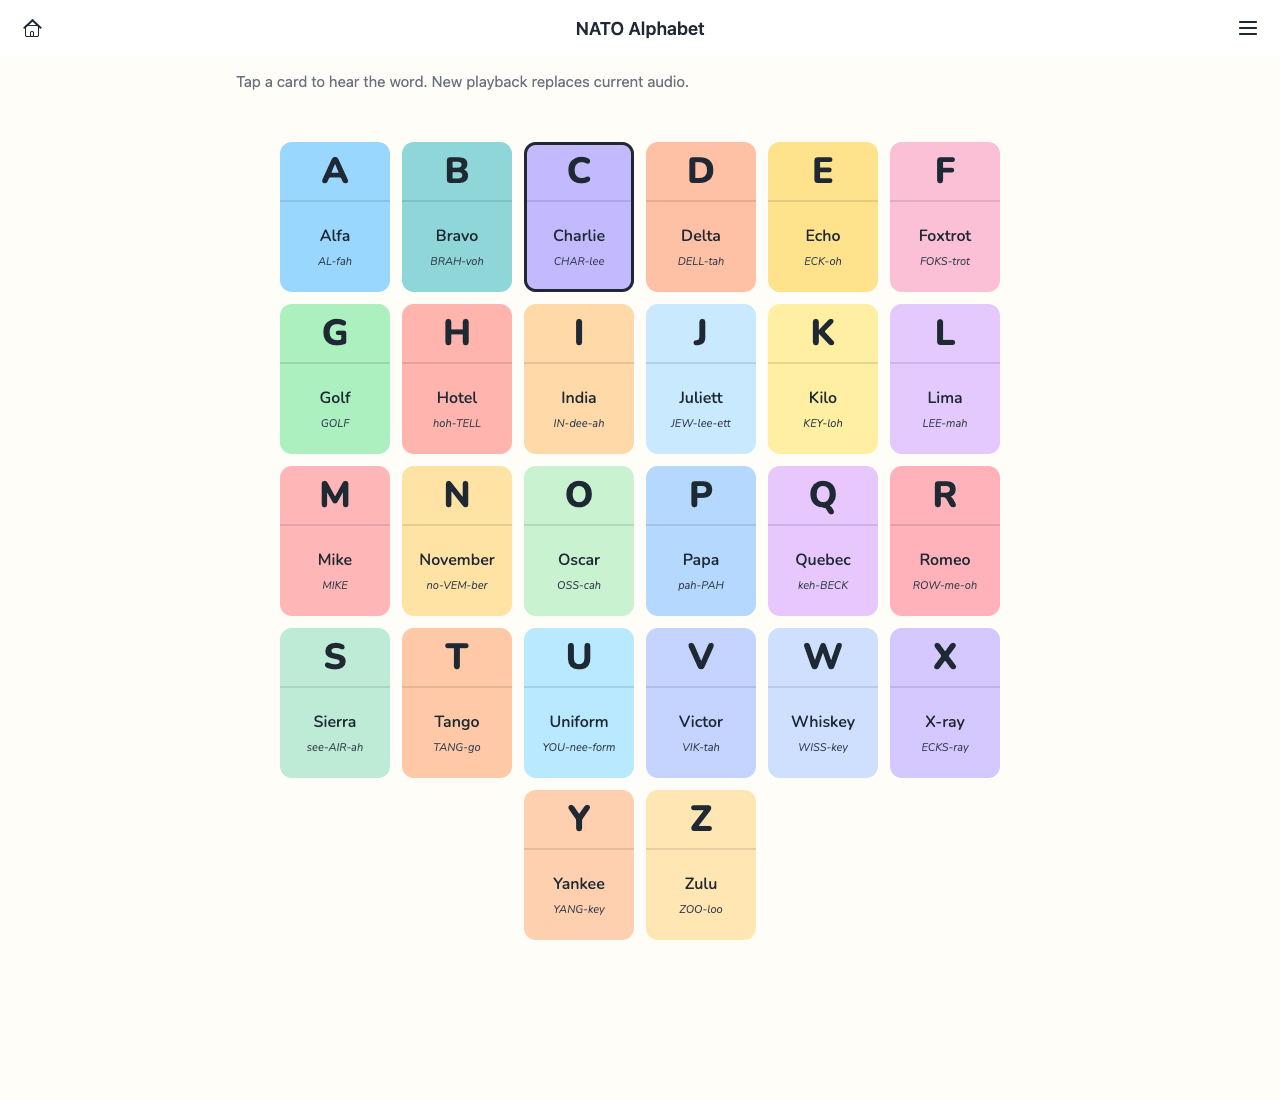 NATO Alphabet
Tap a card to hear the word. New playback replaces current audio.
A B C D E F
Alfa Bravo Charlie Delta Echo Foxtrot
AL-fah BRAH-voh CHAR-lee DELL-tah ECK-oh FOKS-trot
G H I J K L
Golf Hotel India Juliett Kilo Lima
GOLF hoh-TELL IN-dee-ah JEW-lee-ett KEY-loh LEE-mah
M N O P Q R
Mike November Oscar Papa Quebec Romeo
MIKE no-VEM-ber OSS-cah pah-PAH keh-BECK ROW-me-oh
S T U V W X
Sierra Tango Uniform Victor Whiskey X-ray
see-AIR-ah TANG-go YOU-nee-form VIK-tah WISS-key ECKS-ray
Y Z
Yankee Zulu
YANG-key ZOO-loo